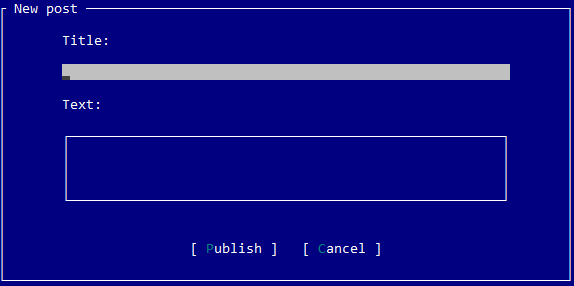 New post
Title:
Text:
[ Publish ] [ Cancel ]